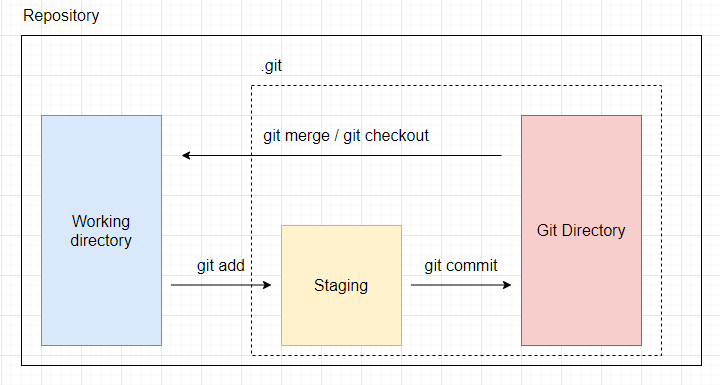 Repository
.git
git merge / git checkout
Working
directory
git add
Staging
git commit
Git Directory